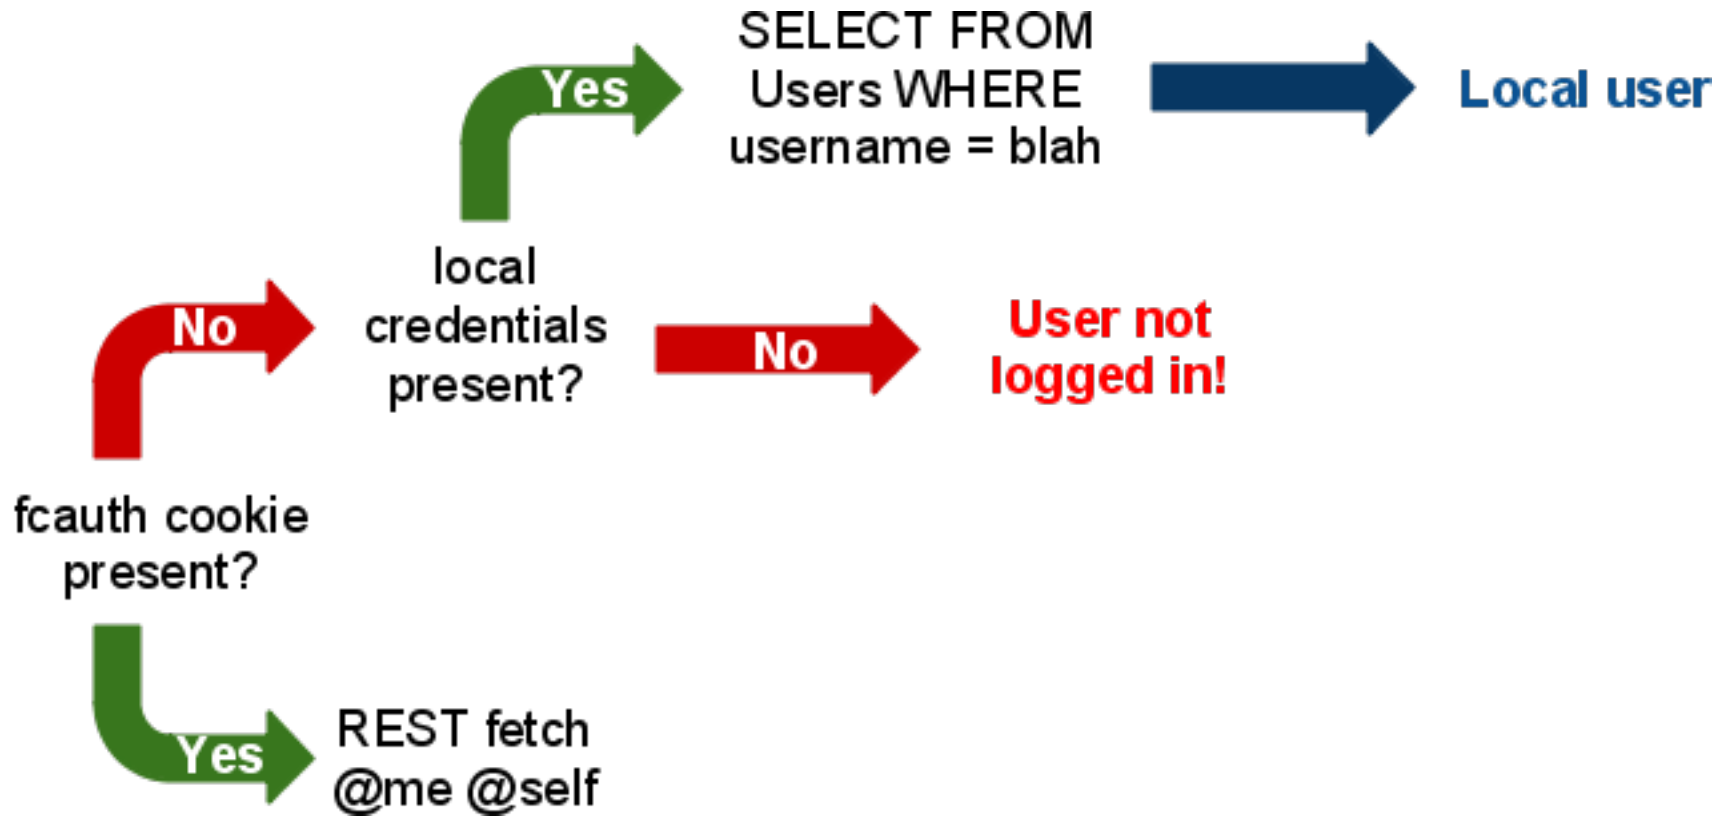 SELECT FROM
Users WHERE
username = blah
Yes
Local user
local
credentials
present?
No
No
User not
logged in!
fcauth cookie
present?
Yes
REST fetch
@me @self